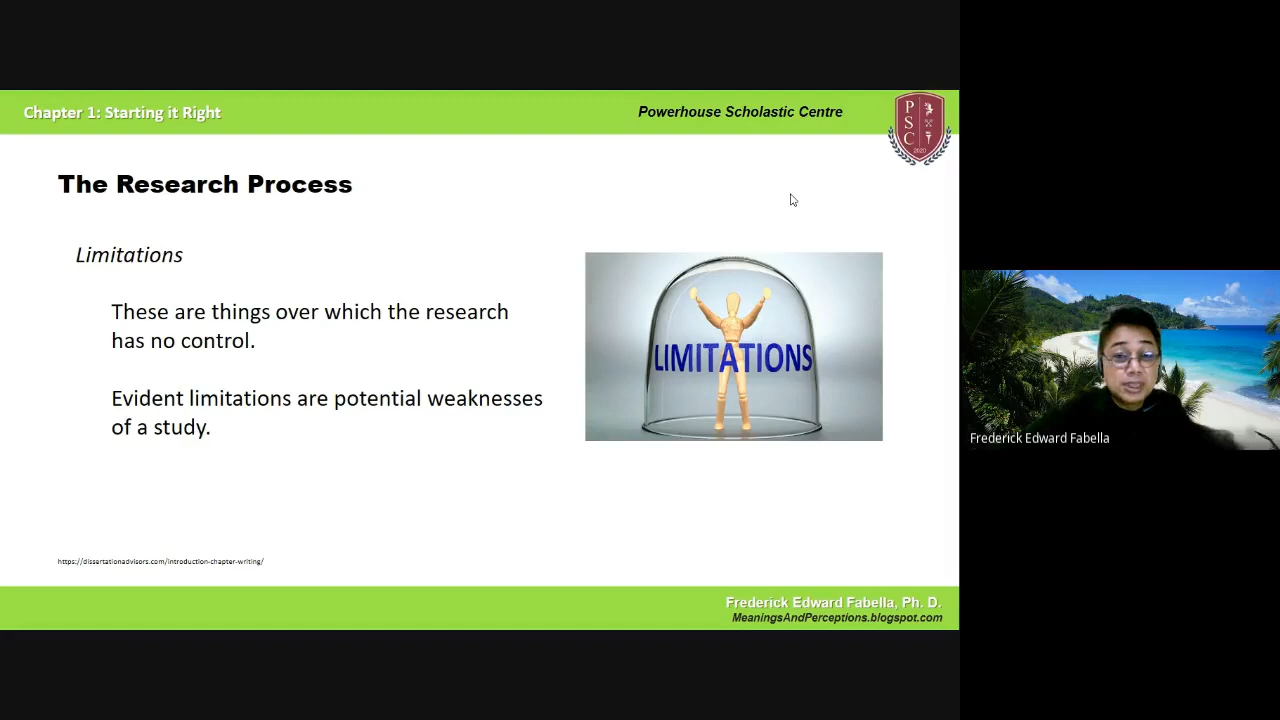 Chapter 1: Starting it Right
Powerhouse Scholastic Centre
P
S
C
2020
The Research Process
Limitations
These are things over which the research
has no control.
Evident limitations are potential weaknesses
of a study.
LIMITATIONS
https://dissertationadvisors.com/introduction-chapter-writing/
Frederick Edward Fabella, Ph. D.
MeaningsAndPerceptions.blogspot.com
Frederick Edward Fabella